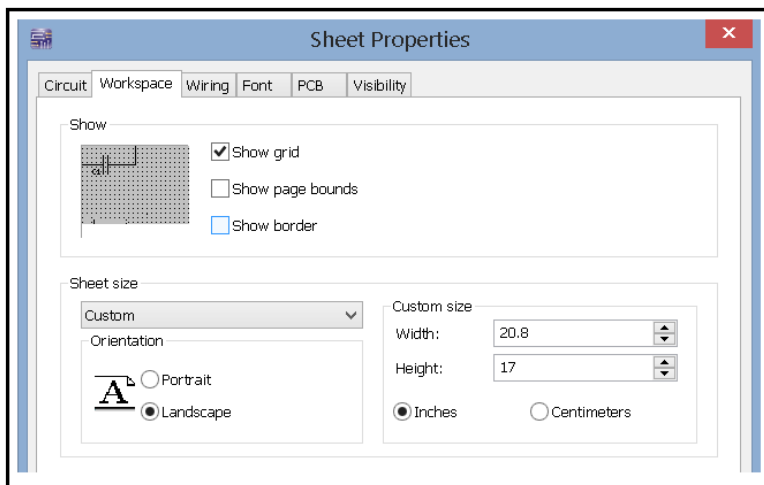 Sheet Properties
Circuit Workspace Wiring Font PCB Visibility
Show
Show grid
Show page bounds
Show border
Sheet size
Custom
Orientation
A
Portrait
Landscape
Custom size
Width: 20.8
Height: 17
Inches Centimeters